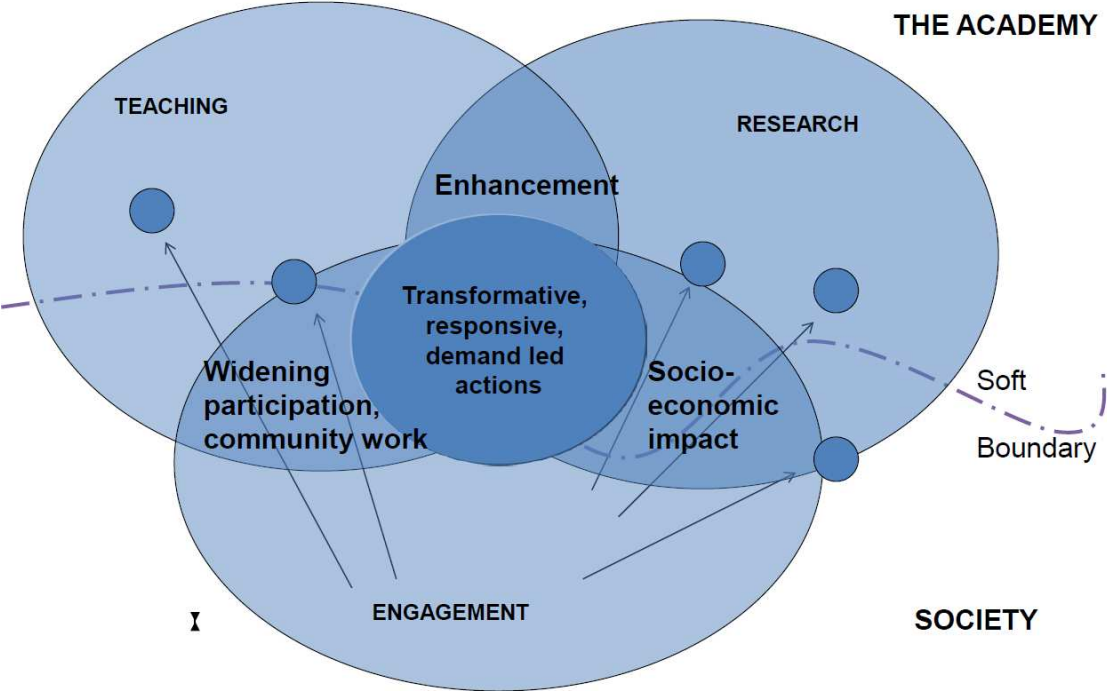 THE ACADEMY
TEACHING
RESEARCH
Enhancement
Transformative,
responsive,
demand led
actions
Widening
participation,
community work
Socio-
economic
impact
Soft
Boundary
ENGAGEMENT
SOCIETY